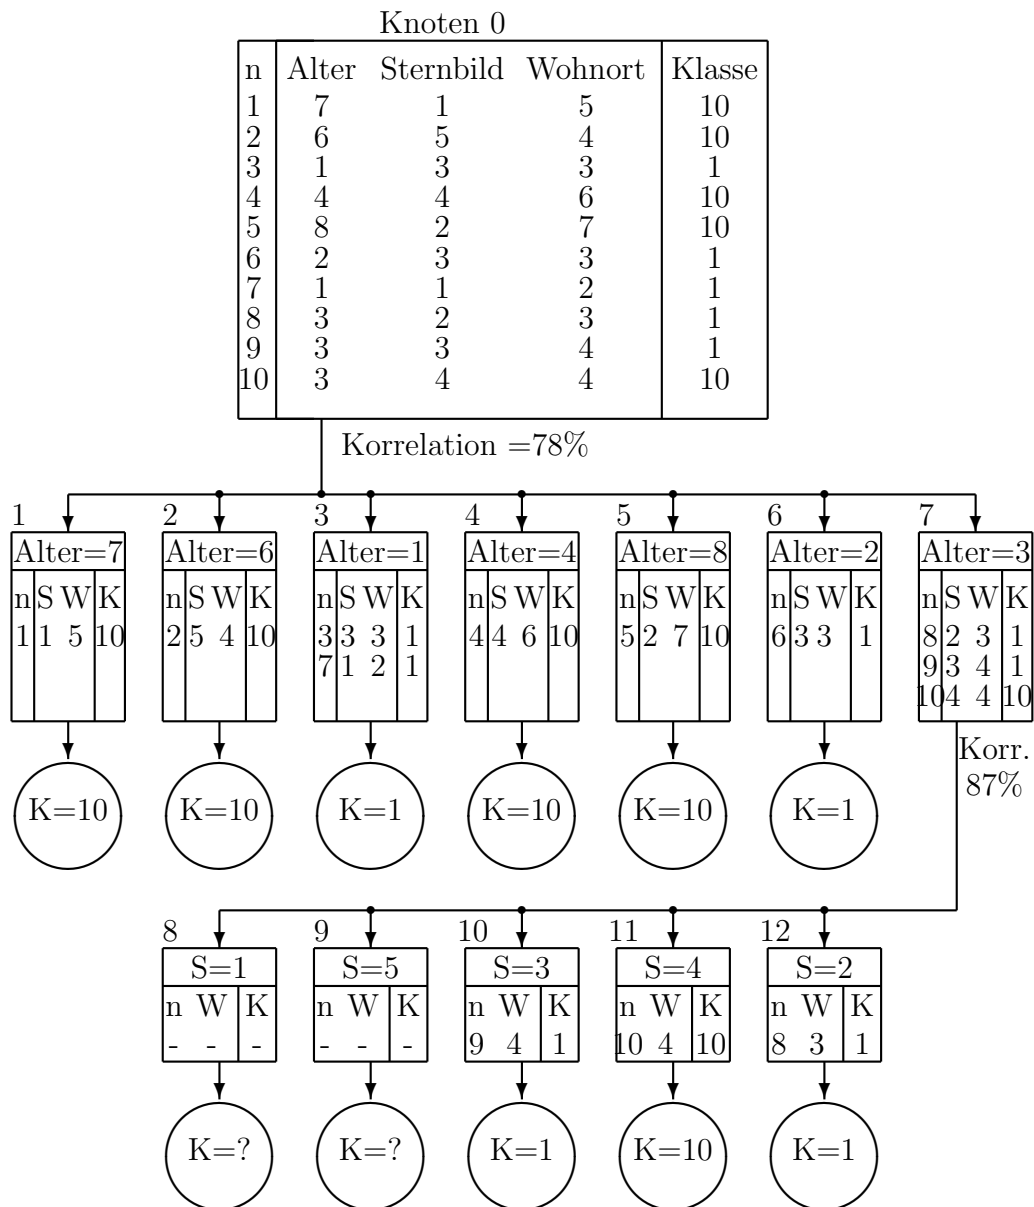 Knoten 0
n Alter Sternbild Wohnort Klasse
1 7 1 5 10
2 6 5 4 10
3 1 3 3 1
4 4 4 6 10
5 8 2 7 10
6 2 3 3 1
7 1 1 2 1
8 3 2 3 1
9 3 3 4 1
10 3 4 4 10
Korrelation =78%
1 2 3 4 5 6 7
Alter=7 Alter=6 Alter=1 Alter=4 Alter=8 Alter=2 Alter=3
n S W K n S W K n S W K n S W K n S W K n S W K n S W K
1 1 5 10 2 5 4 10 3 3 3 1 4 4 6 10 5 2 7 10 6 3 3 1 8 2 3 1
7 1 2 1 9 3 4 1
10 4 4 10
Korr.
87%
K=10 K=10 K=1 K=10 K=10 K=1
8 9 10 11 12
S=1 S=5 S=3 S=4 S=2
n W K n W K n W K n W K n W K
- - - - - - 9 4 1 10 4 10 8 3 1
K=? K=? K=1 K=10 K=1